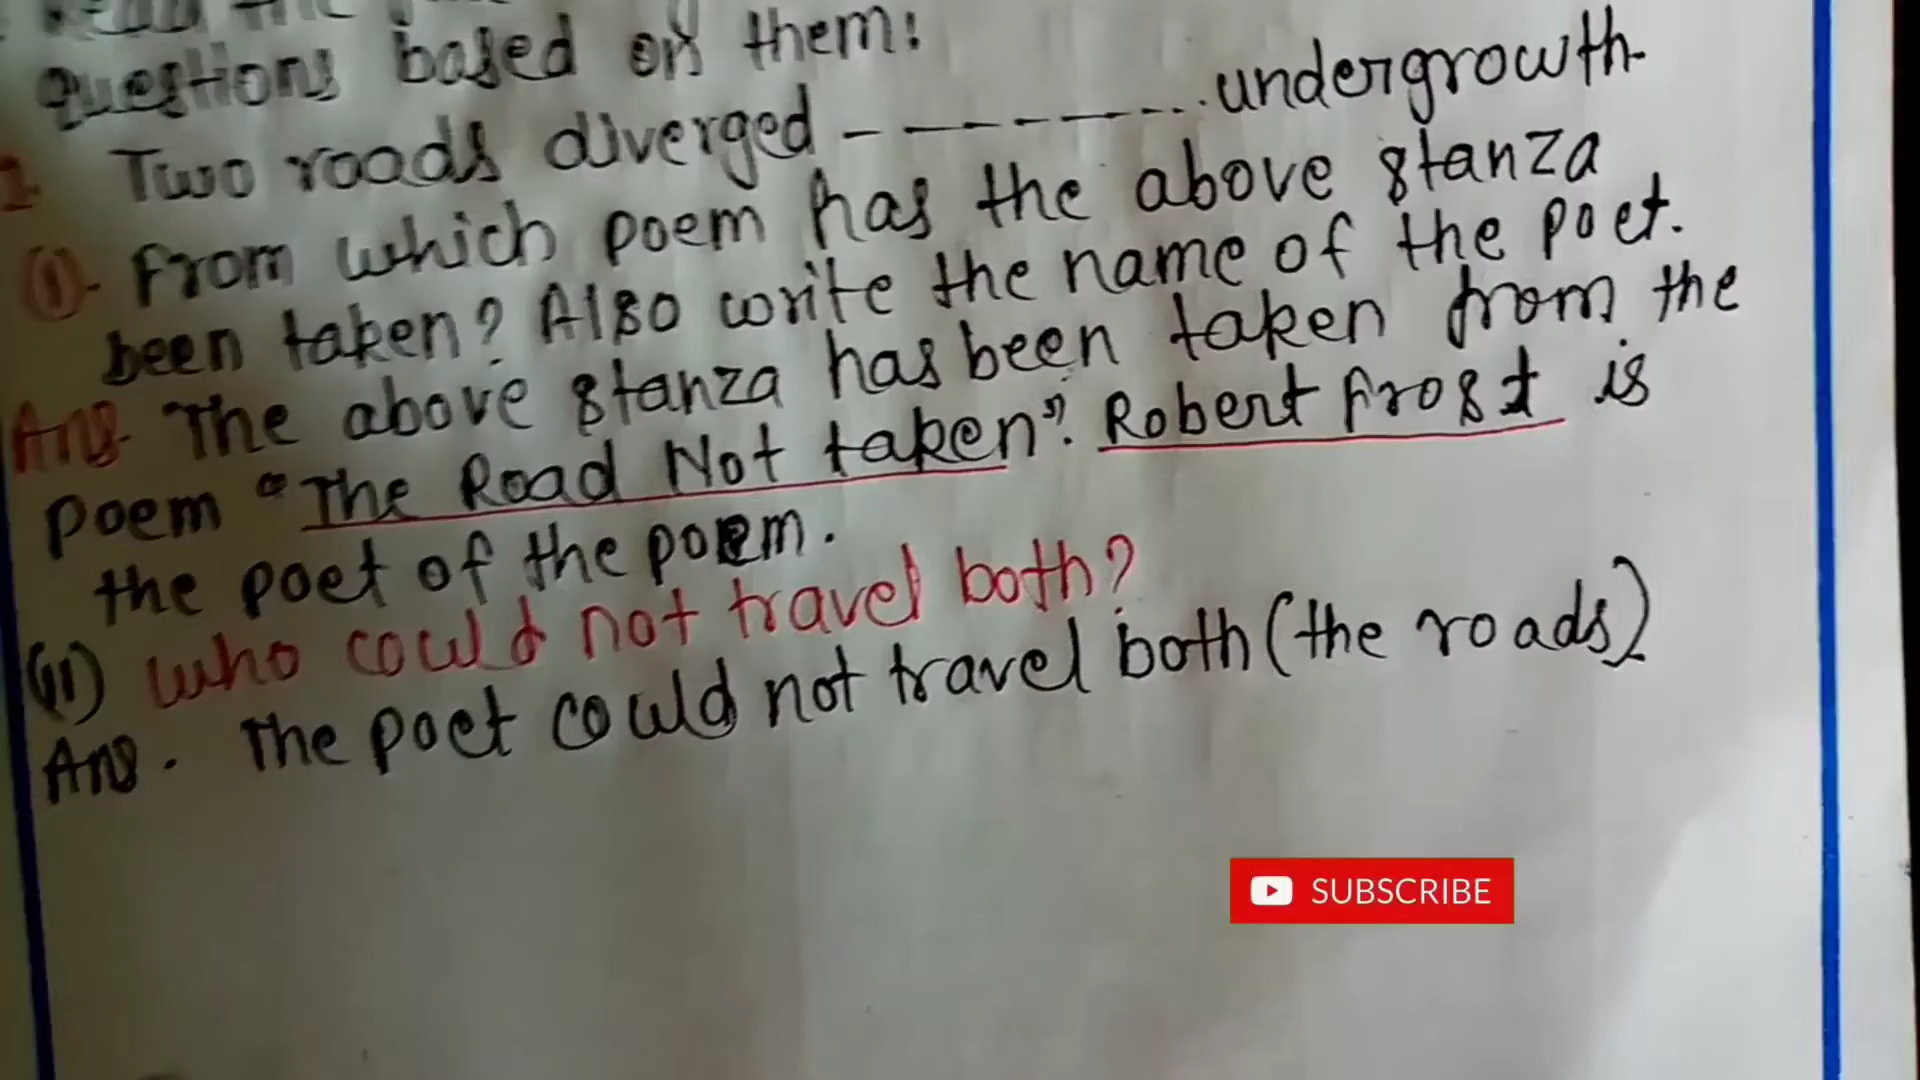 Read the
questions based on them:
1. Two roads diverged - - - - - - ... undergrowth.
(i). From which poem has the above stanza
been taken? Also write the name of the poet.
Ans. The above stanza has been taken from the
poem "The Road Not taken". Robert Frost is
the poet of the poem.
(ii) who could not travel both?
Ans. The poet could not travel both (the roads)
SUBSCRIBE